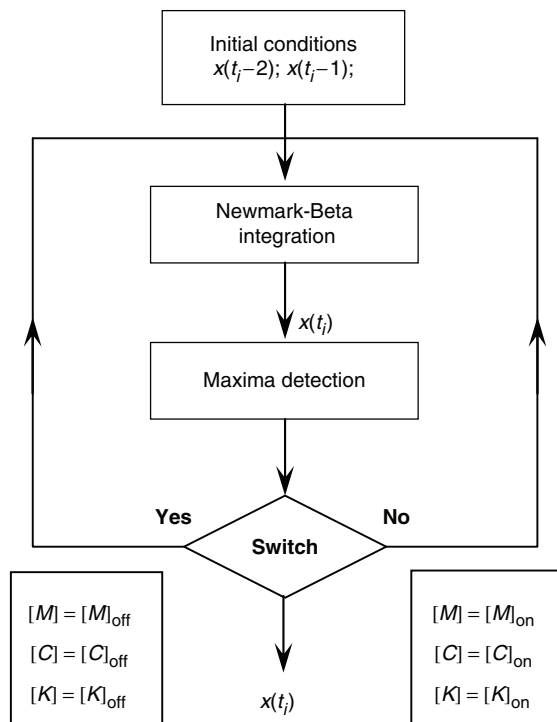 Initial conditions
x(tᵢ−2); x(tᵢ−1);
Newmark-Beta
integration
x(tᵢ)
Maxima detection
Yes
No
Switch
[M] = [M]off
[C] = [C]off
[K] = [K]off
[M] = [M]on
[C] = [C]on
[K] = [K]on
x(tᵢ)